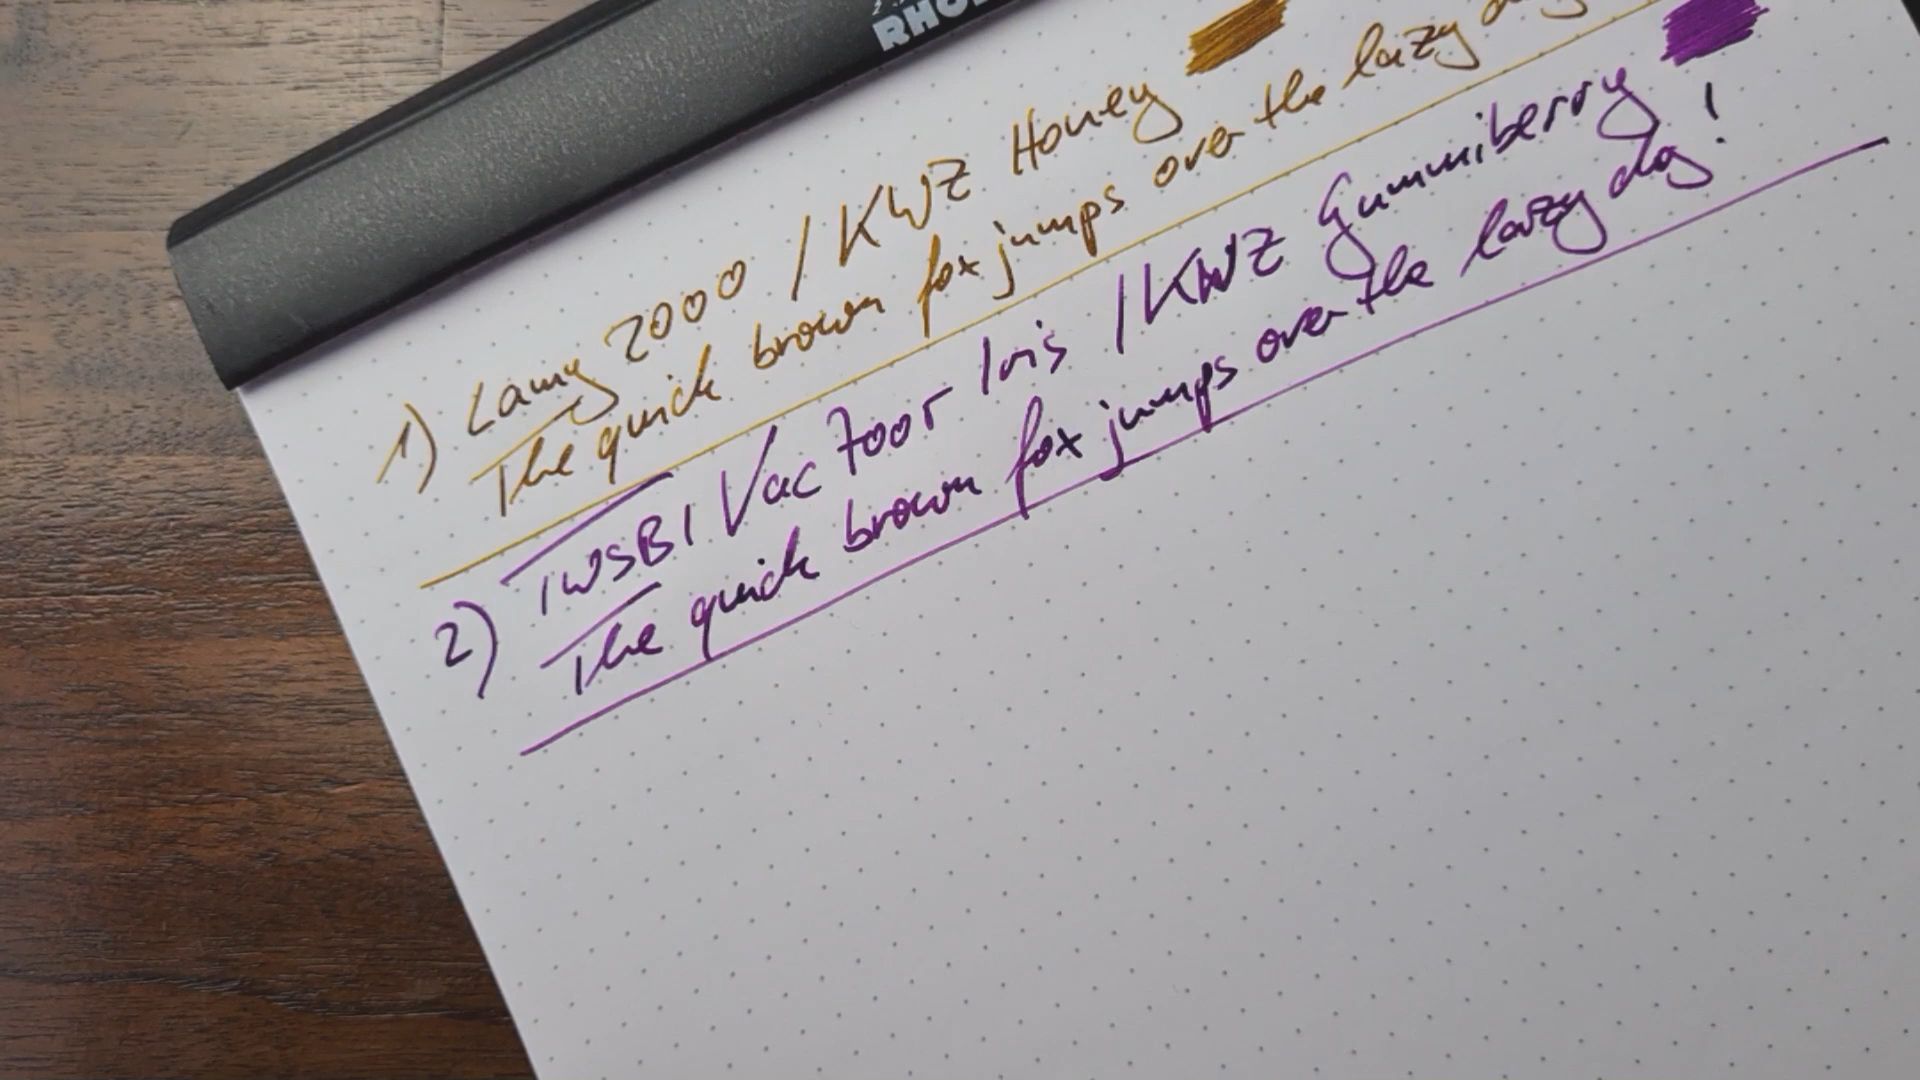 RHO
1) Lamy 2000 / KWZ Honey
The quick brown fox jumps over the lazy
2) TWSBI Vac 700r Iris / KWZ Gummiberry
The quick brown fox jumps over the lazy dog!